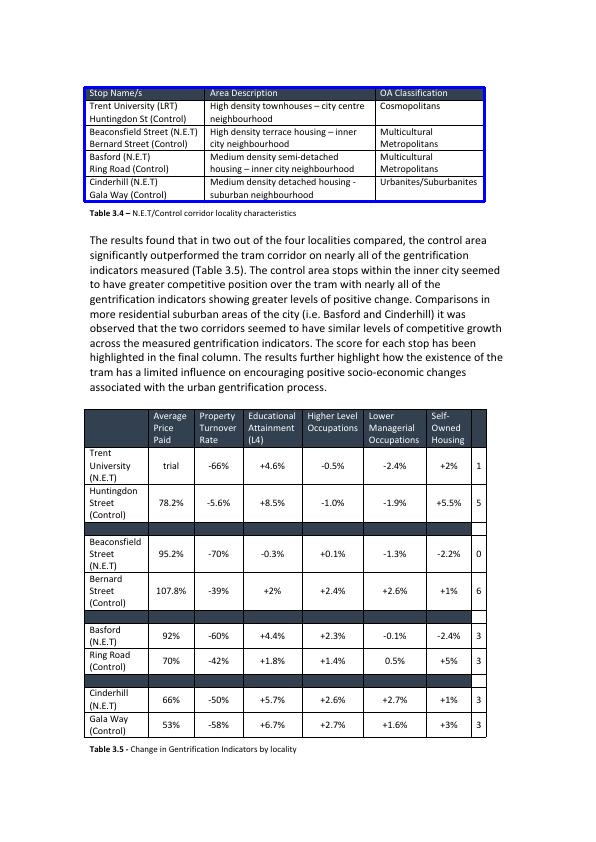 Stop Name/s Area Description OA Classification
Trent University (LRT) High density townhouses – city centre Cosmopolitans
Huntingdon St (Control) neighbourhood
Beaconsfield Street (N.E.T) High density terrace housing – inner Multicultural
Bernard Street (Control) city neighbourhood Metropolitans
Basford (N.E.T) Medium density semi-detached Multicultural
Ring Road (Control) housing – inner city neighbourhood Metropolitans
Cinderhill (N.E.T) Medium density detached housing - Urbanites/Suburbanites
Gala Way (Control) suburban neighbourhood
Table 3.4 – N.E.T/Control corridor locality characteristics
The results found that in two out of the four localities compared, the control area
significantly outperformed the tram corridor on nearly all of the gentrification
indicators measured (Table 3.5). The control area stops within the inner city seemed
to have greater competitive position over the tram with nearly all of the
gentrification indicators showing greater levels of positive change. Comparisons in
more residential suburban areas of the city (i.e. Basford and Cinderhill) it was
observed that the two corridors seemed to have similar levels of competitive growth
across the measured gentrification indicators. The score for each stop has been
highlighted in the final column. The results further highlight how the existence of the
tram has a limited influence on encouraging positive socio-economic changes
associated with the urban gentrification process.
Average Property Educational Higher Level Lower Self-
Price Turnover Attainment Occupations Managerial Owned
Paid Rate (L4) Occupations Housing
Trent
University trial -66% +4.6% -0.5% -2.4% +2% 1
(N.E.T)
Huntingdon
Street 78.2% -5.6% +8.5% -1.0% -1.9% +5.5% 5
(Control)
Beaconsfield
Street 95.2% -70% -0.3% +0.1% -1.3% -2.2% 0
(N.E.T)
Bernard
Street 107.8% -39% +2% +2.4% +2.6% +1% 6
(Control)
Basford 92% -60% +4.4% +2.3% -0.1% -2.4% 3
(N.E.T)
Ring Road 70% -42% +1.8% +1.4% 0.5% +5% 3
(Control)
Cinderhill 66% -50% +5.7% +2.6% +2.7% +1% 3
(N.E.T)
Gala Way 53% -58% +6.7% +2.7% +1.6% +3% 3
(Control)
Table 3.5 - Change in Gentrification Indicators by locality